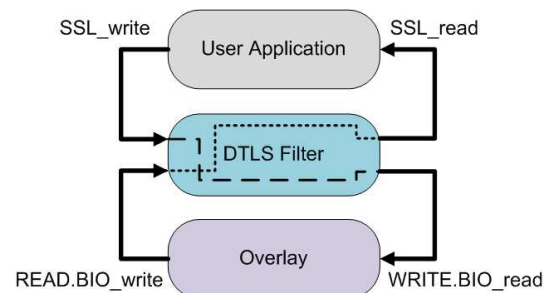 SSL_write
User Application
SSL_read
DTLS Filter
Overlay
READ.BIO_write
WRITE.BIO_read